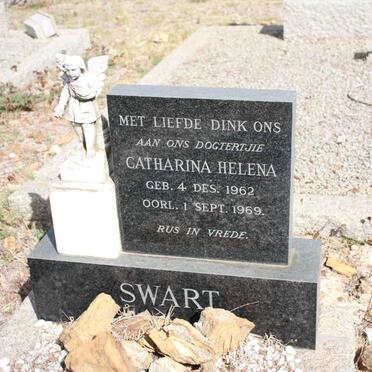 MET LIEFDE DINK ONS
AAN ONS DOGTERTJIE
CATHARINA HELENA
GEB. 4 DES. 1962
OORL. 1 SEPT. 1969.
RUS IN VREDE.
SWART